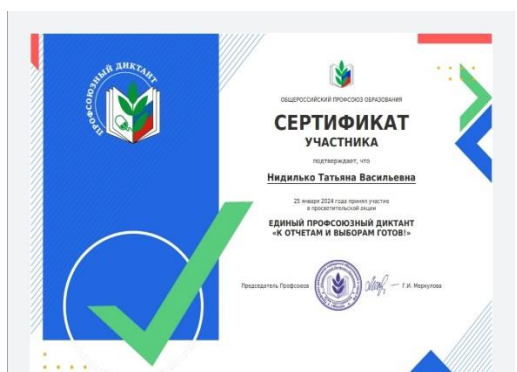 ПРОФСОЮЗНЫЙ ДИКТАНТ
ОБЩЕРОССИЙСКИЙ ПРОФСОЮЗ ОБРАЗОВАНИЯ
СЕРТИФИКАТ
УЧАСТНИКА
подтверждает, что
Нидилько Татьяна Васильевна
25 января 2024 года принял участие
в просветительской акции
ЕДИНЫЙ ПРОФСОЮЗНЫЙ ДИКТАНТ
«К ОТЧЕТАМ И ВЫБОРАМ ГОТОВ!»
Председатель Профсоюза
Г.И. Меркулова